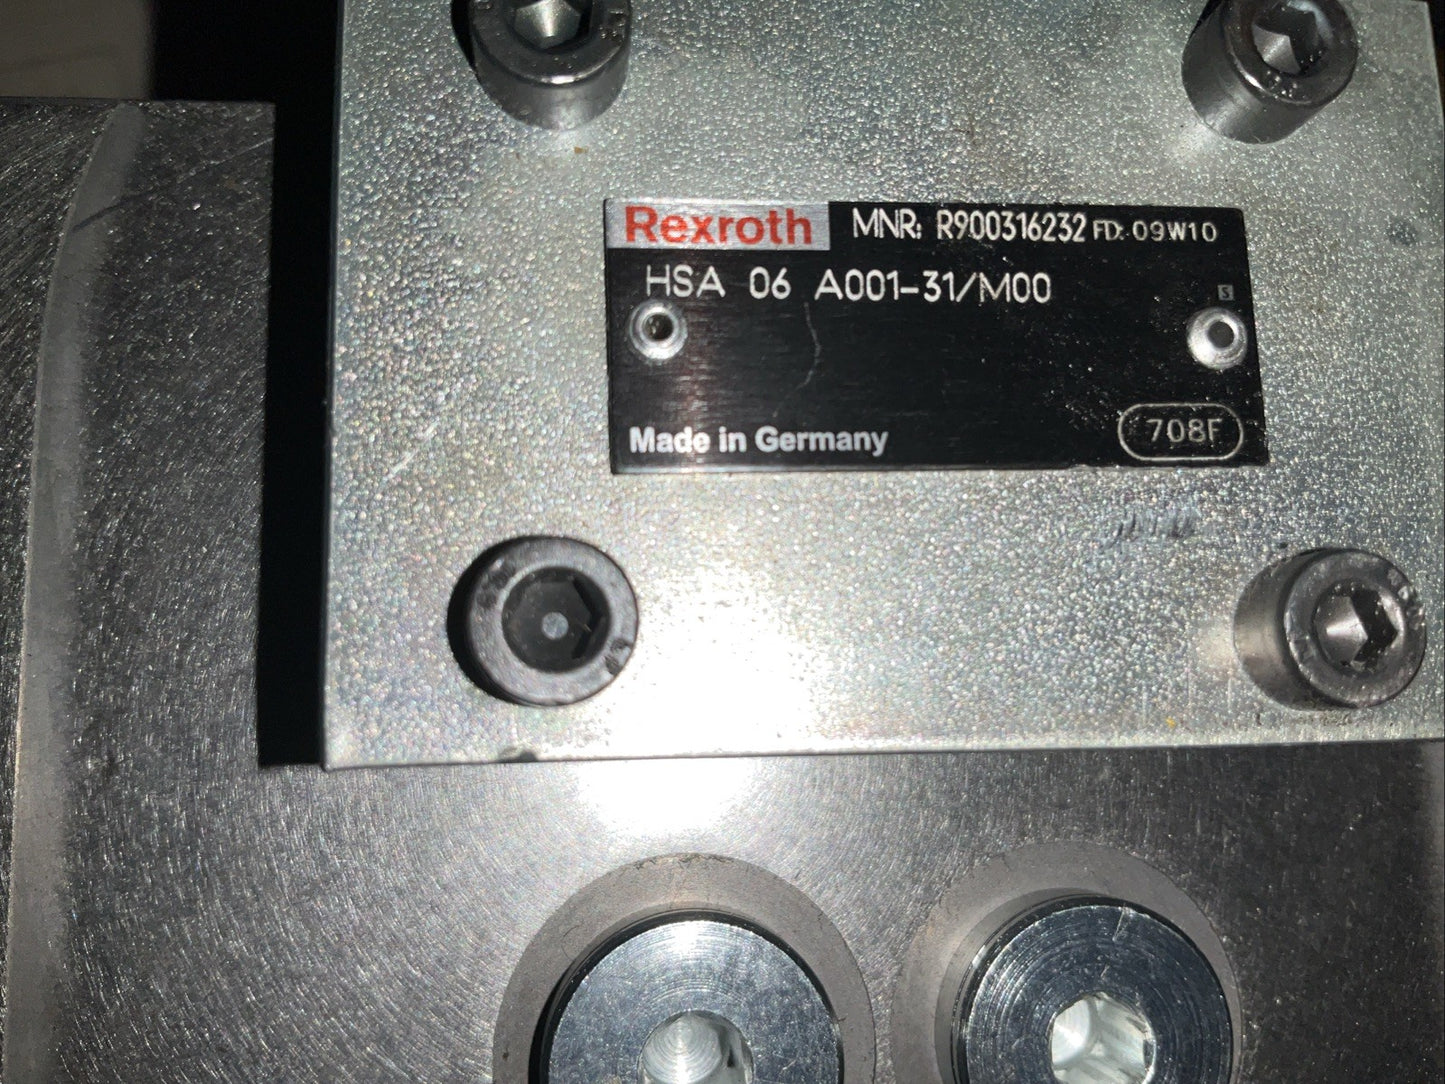 Rexroth MNR: R900316232 FD: 09W10
HSA 06 A001-31/M00
S
Made in Germany 708F